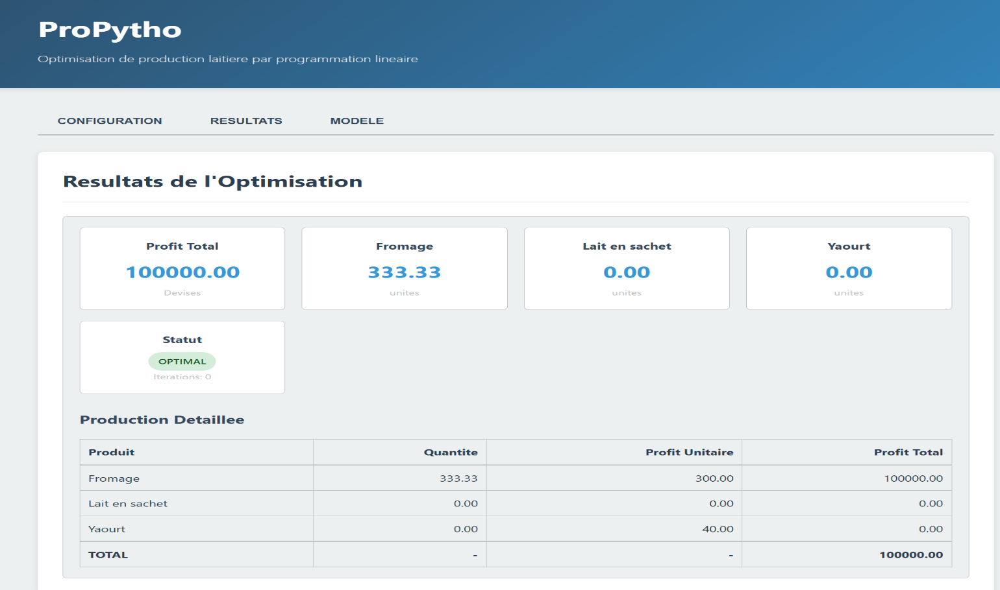 ProPytho
Optimisation de production laitiere par programmation lineaire
CONFIGURATION RESULTATS MODELE
Resultats de l'Optimisation
Profit Total
100000.00
Devises
Fromage
333.33
unites
Lait en sachet
0.00
unites
Yaourt
0.00
unites
Statut
OPTIMAL
Iterations: 0
Production Detaillee
Produit Quantite Profit Unitaire Profit Total
Fromage 333.33 300.00 100000.00
Lait en sachet 0.00 0.00 0.00
Yaourt 0.00 40.00 0.00
TOTAL - - 100000.00